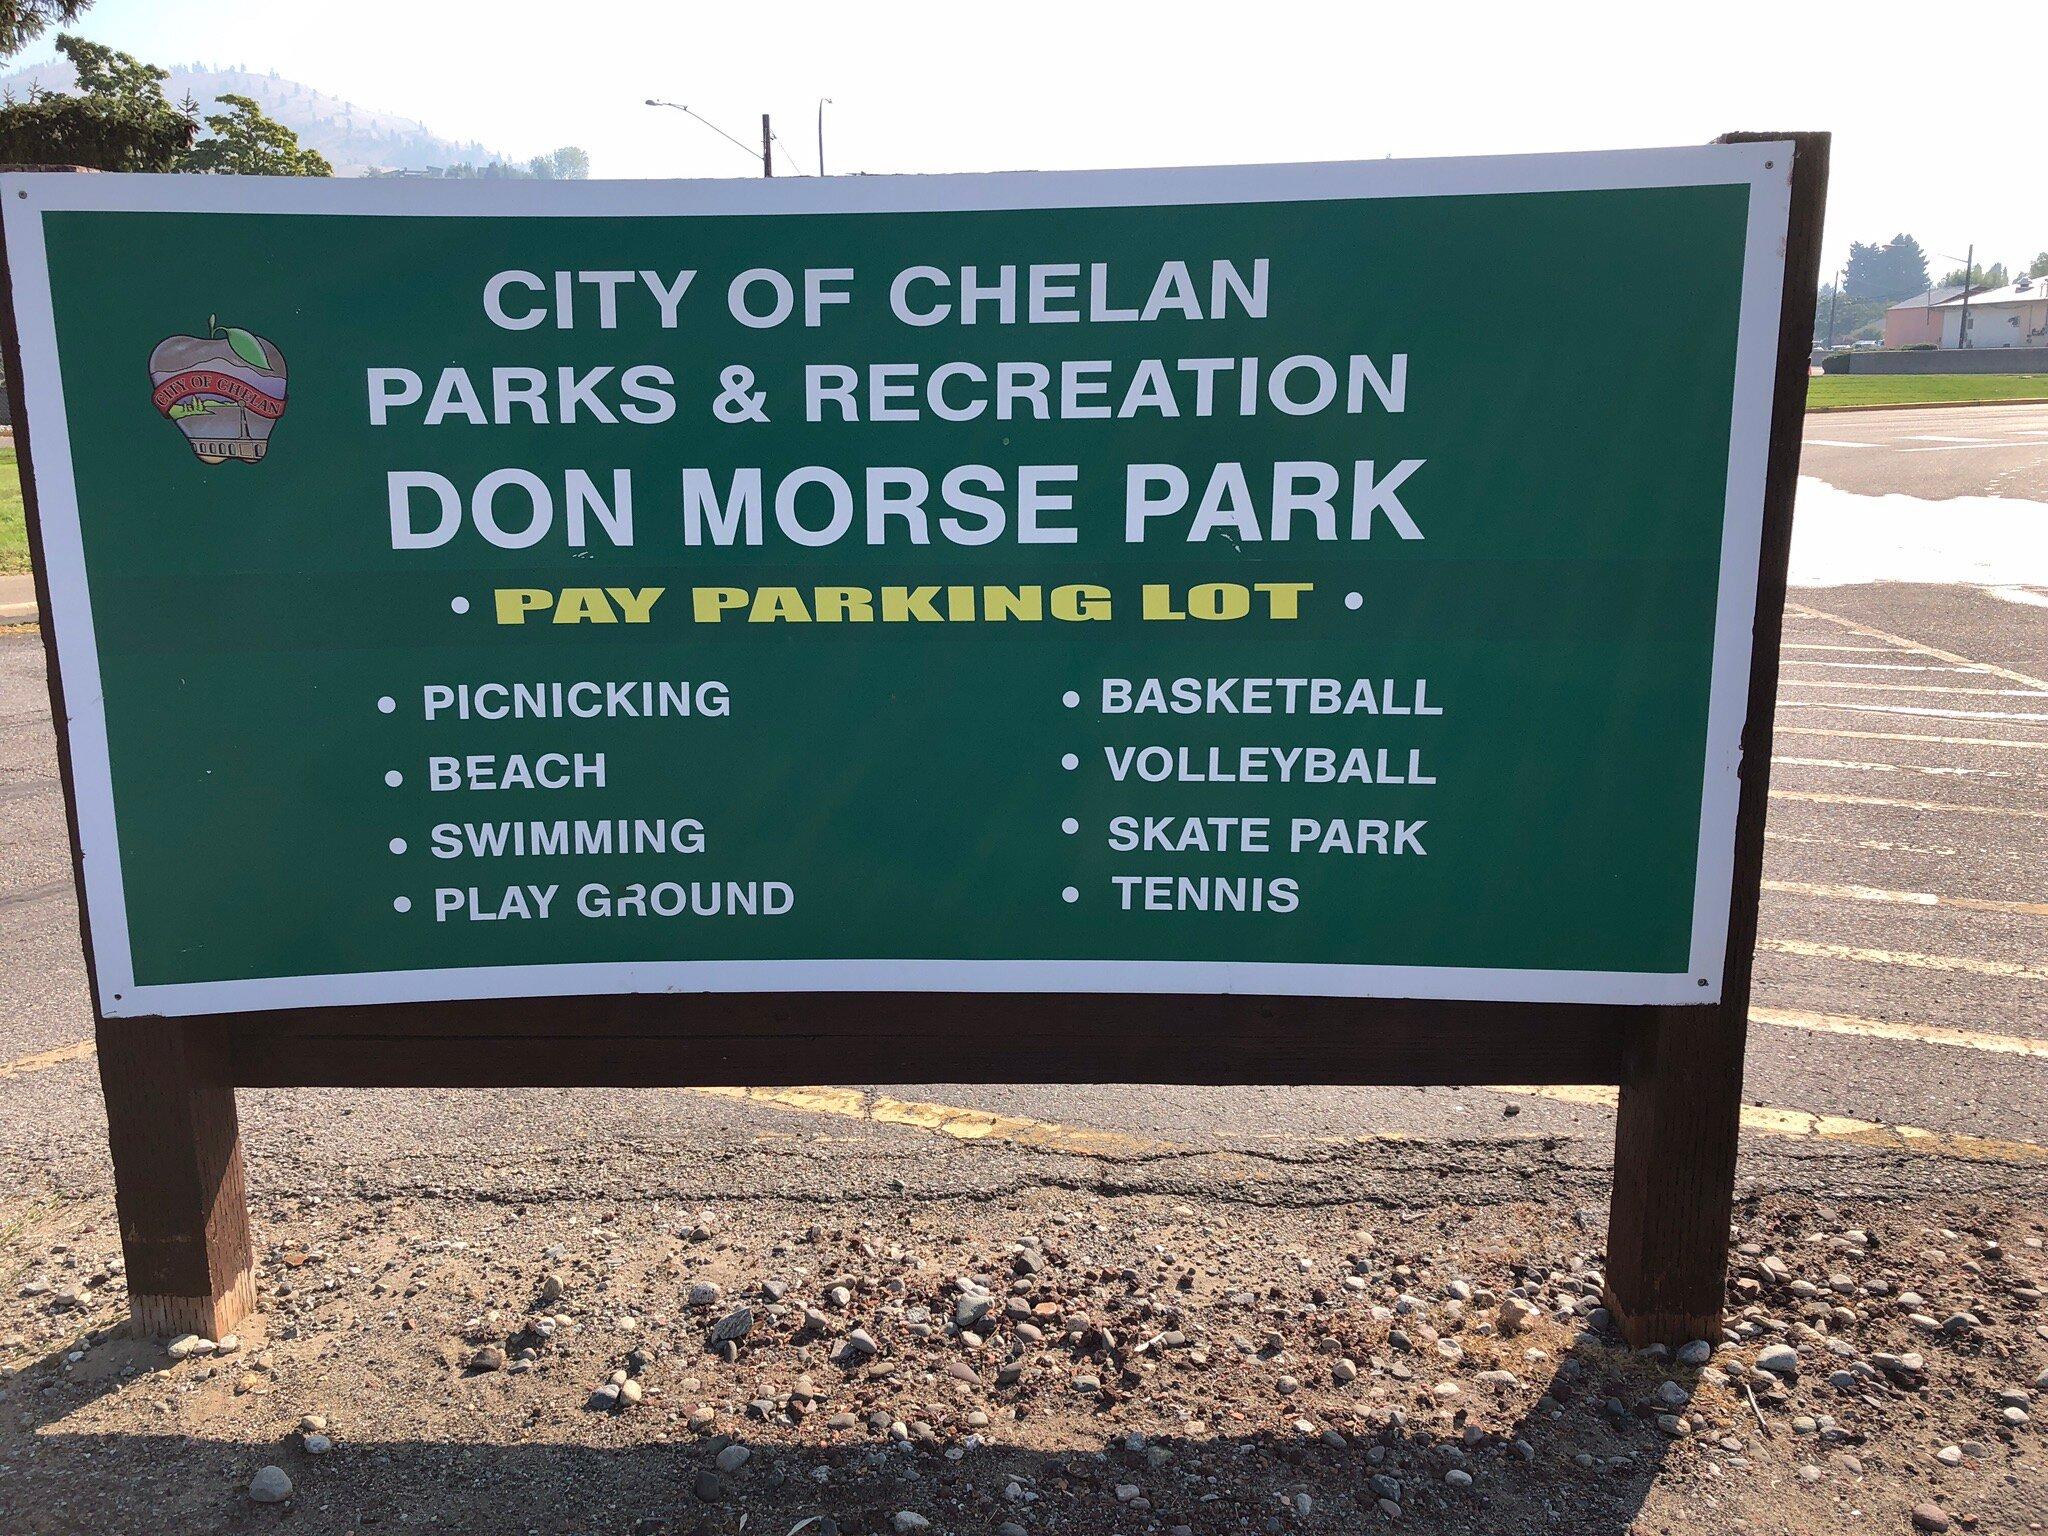 CITY OF CHELAN
PARKS & RECREATION
DON MORSE PARK
• PAY PARKING LOT •
CITY OF CHELAN
• PICNICKING
• BEACH
• SWIMMING
• PLAY GROUND
• BASKETBALL
• VOLLEYBALL
• SKATE PARK
• TENNIS